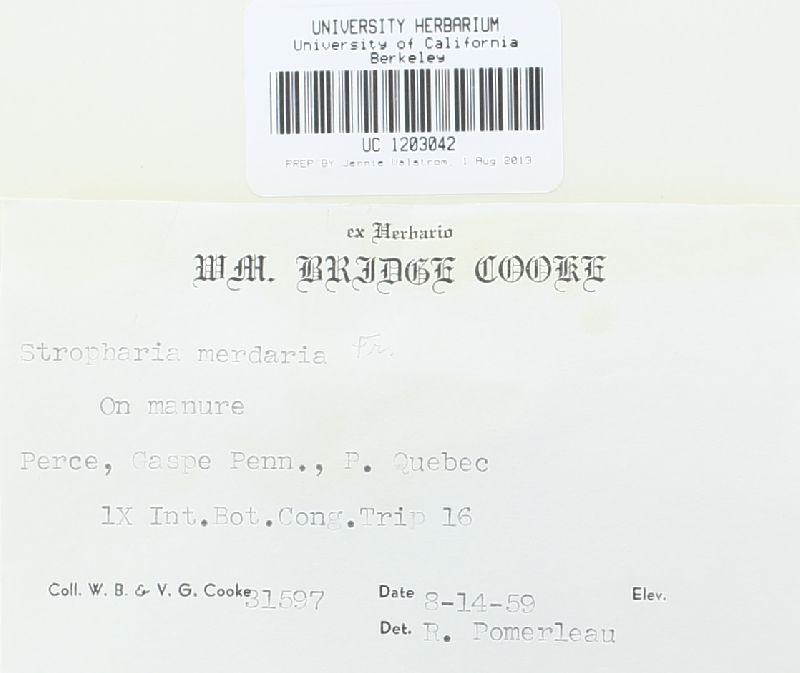 UNIVERSITY HERBARIUM
University of California
Berkeley
UC 1203042
PREP BY Jennie Walstrom, 1 Aug 2013
ex Herbario
WM. BRIDGE COOKE
Stropharia merdaria Fr.
On manure
Perce, Gaspe Penn., P. Quebec
1X Int.Bot.Cong.Trip 16
Coll. W. B. & V. G. Cooke 31597 Date 8-14-59 Elev.
Det. R. Pomerleau